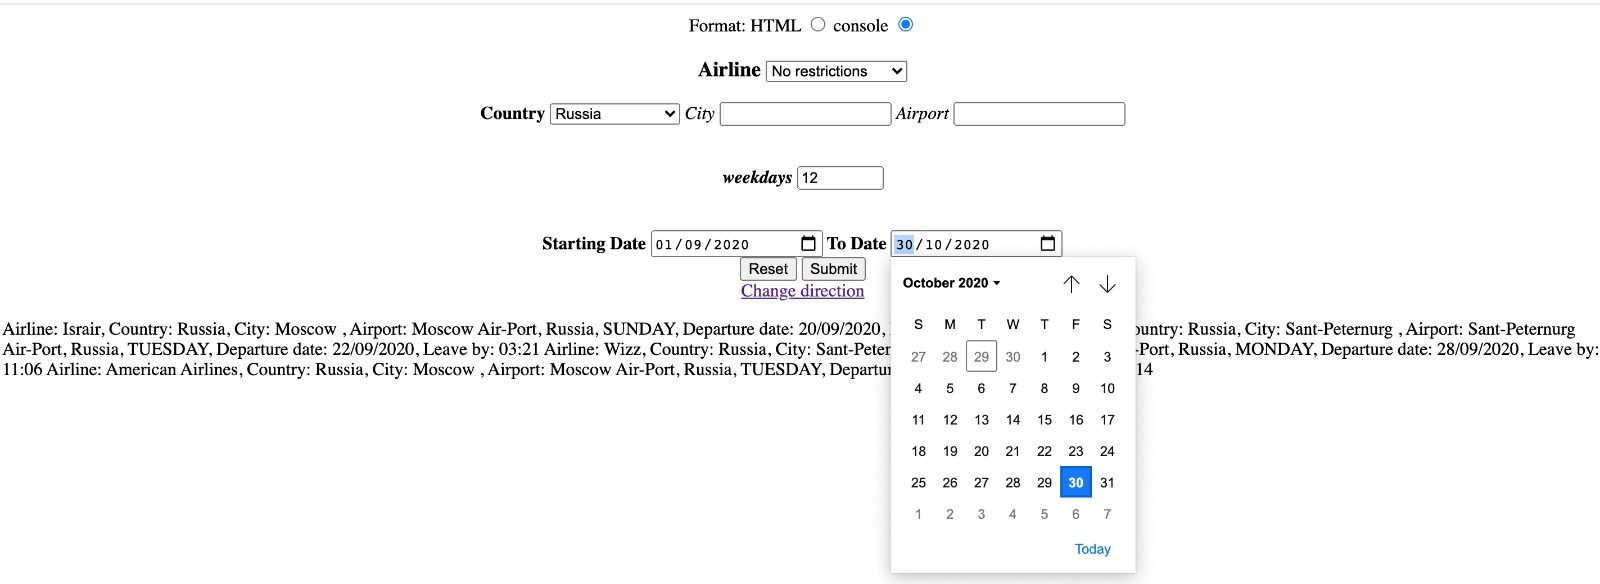 Format: HTML console
Airline No restrictions
Country Russia City Airport
weekdays 12
Starting Date 01/09/2020 To Date 30/10/2020
Reset Submit
Change direction
Airline: Israir, Country: Russia, City: Moscow , Airport: Moscow Air-Port, Russia, SUNDAY, Departure date: 20/09/2020, ountry: Russia, City: Sant-Peternurg , Airport: Sant-Peternurg
Air-Port, Russia, TUESDAY, Departure date: 22/09/2020, Leave by: 03:21 Airline: Wizz, Country: Russia, City: Sant-Peter -Port, Russia, MONDAY, Departure date: 28/09/2020, Leave by:
11:06 Airline: American Airlines, Country: Russia, City: Moscow , Airport: Moscow Air-Port, Russia, TUESDAY, Departur 14
October 2020
S M T W T F S
27 28 29 30 1 2 3
4 5 6 7 8 9 10
11 12 13 14 15 16 17
18 19 20 21 22 23 24
25 26 27 28 29 30 31
1 2 3 4 5 6 7
Today